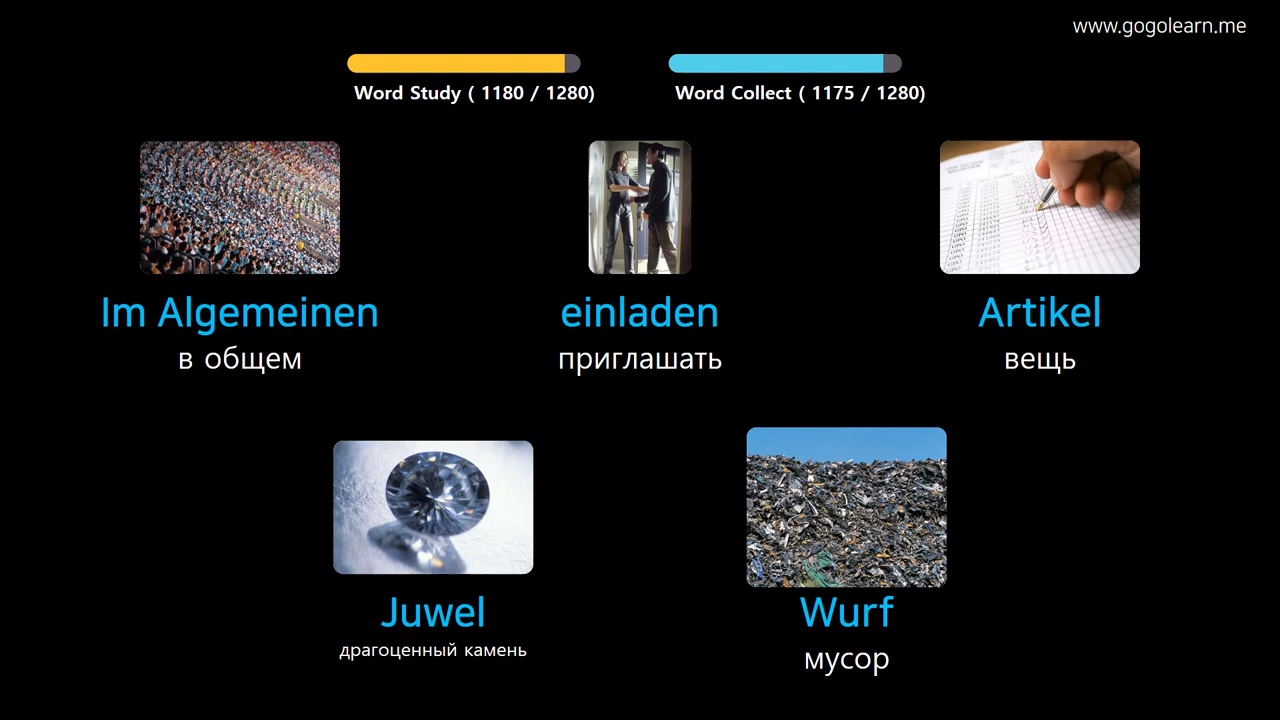 www.gogolearn.me
Word Study ( 1180 / 1280)
Word Collect ( 1175 / 1280)
Im Algemeinen
в общем
einladen
приглашать
Artikel
вещь
Juwel
драгоценный камень
Wurf
мусор